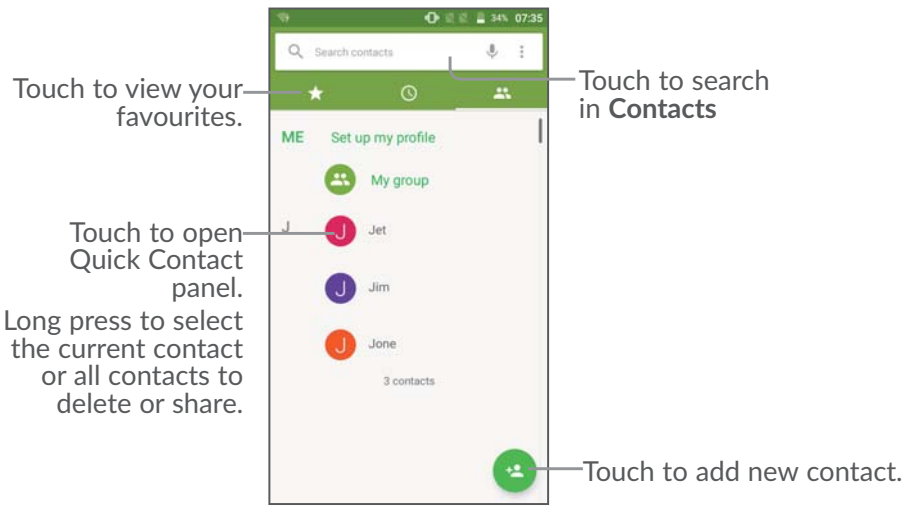 34% 07:35
Search contacts
Touch to view your
favourites.
Touch to search
in Contacts
ME Set up my profile
My group
Touch to open
Quick Contact
panel.
Long press to select
the current contact
or all contacts to
delete or share.
J J Jet
J Jim
J Jone
3 contacts
Touch to add new contact.